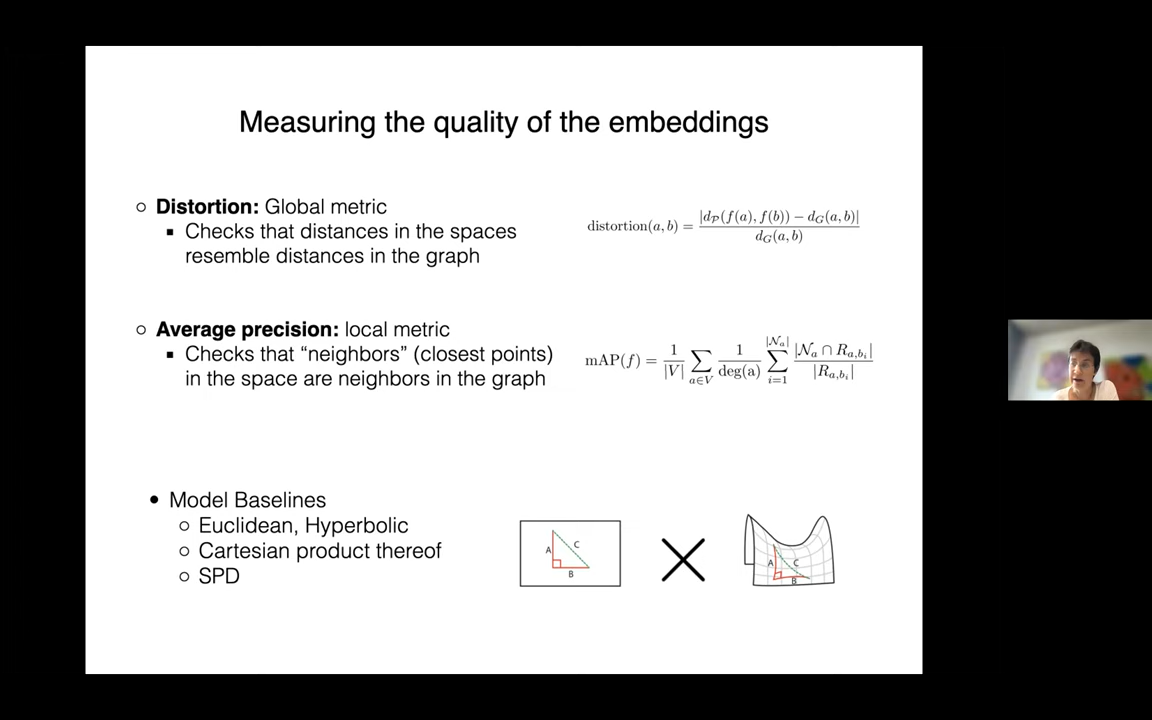 Measuring the quality of the embeddings
○ Distortion: Global metric
▪ Checks that distances in the spaces
resemble distances in the graph
distortion(a, b) = |d_𝒫(f(a), f(b)) − d_G(a, b)| / d_G(a, b)
○ Average precision: local metric
▪ Checks that “neighbors” (closest points)
in the space are neighbors in the graph
mAP(f) = 1/|V| ∑_{a∈V} 1/deg(a) ∑_{i=1}^{|𝒩_a|} |𝒩_a ∩ R_{a,b_i}| / |R_{a,b_i}|
• Model Baselines
○ Euclidean, Hyperbolic
○ Cartesian product thereof
○ SPD
A C
B
A C
B